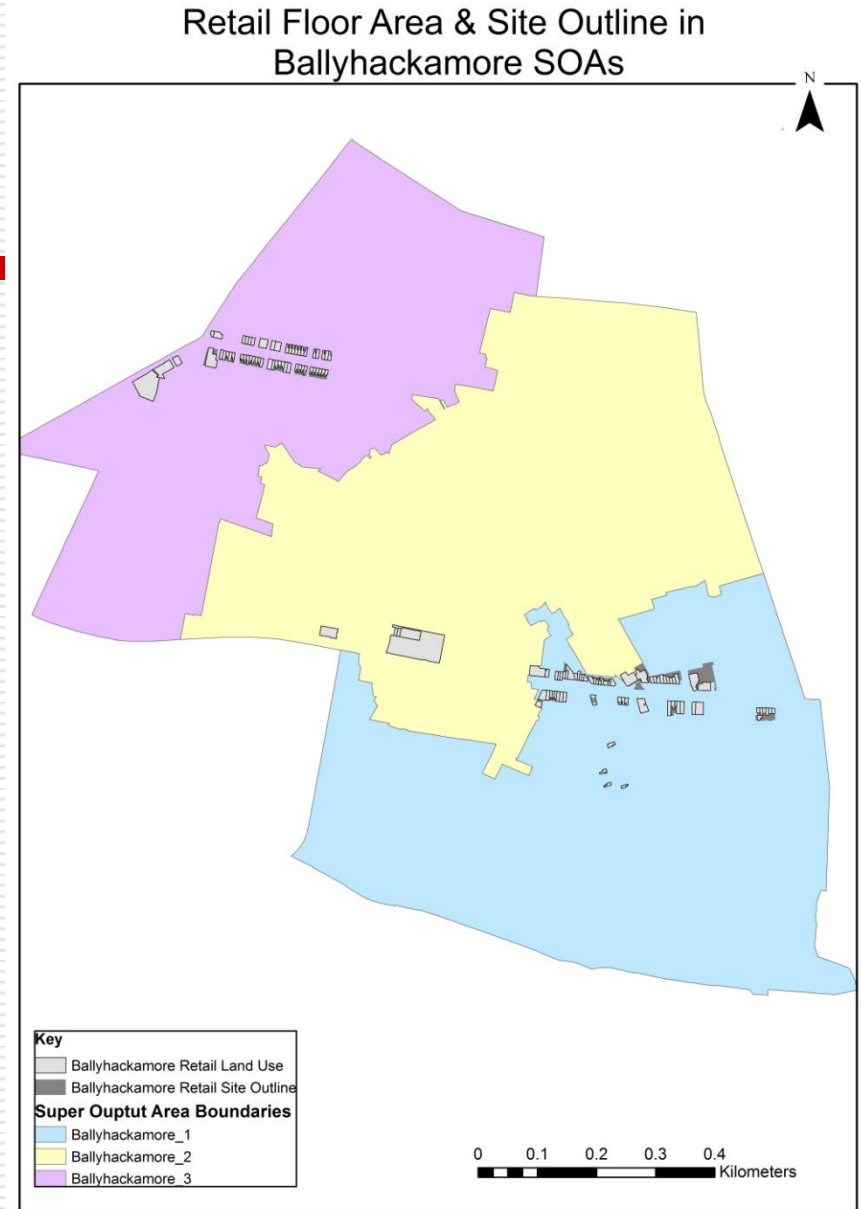 Retail Floor Area & Site Outline in
Ballyhackamore SOAs
N
Key
Ballyhackamore Retail Land Use
Ballyhackamore Retail Site Outline
Super Ouptut Area Boundaries
Ballyhackamore_1
Ballyhackamore_2
Ballyhackamore_3
0 0.1 0.2 0.3 0.4
Kilometers